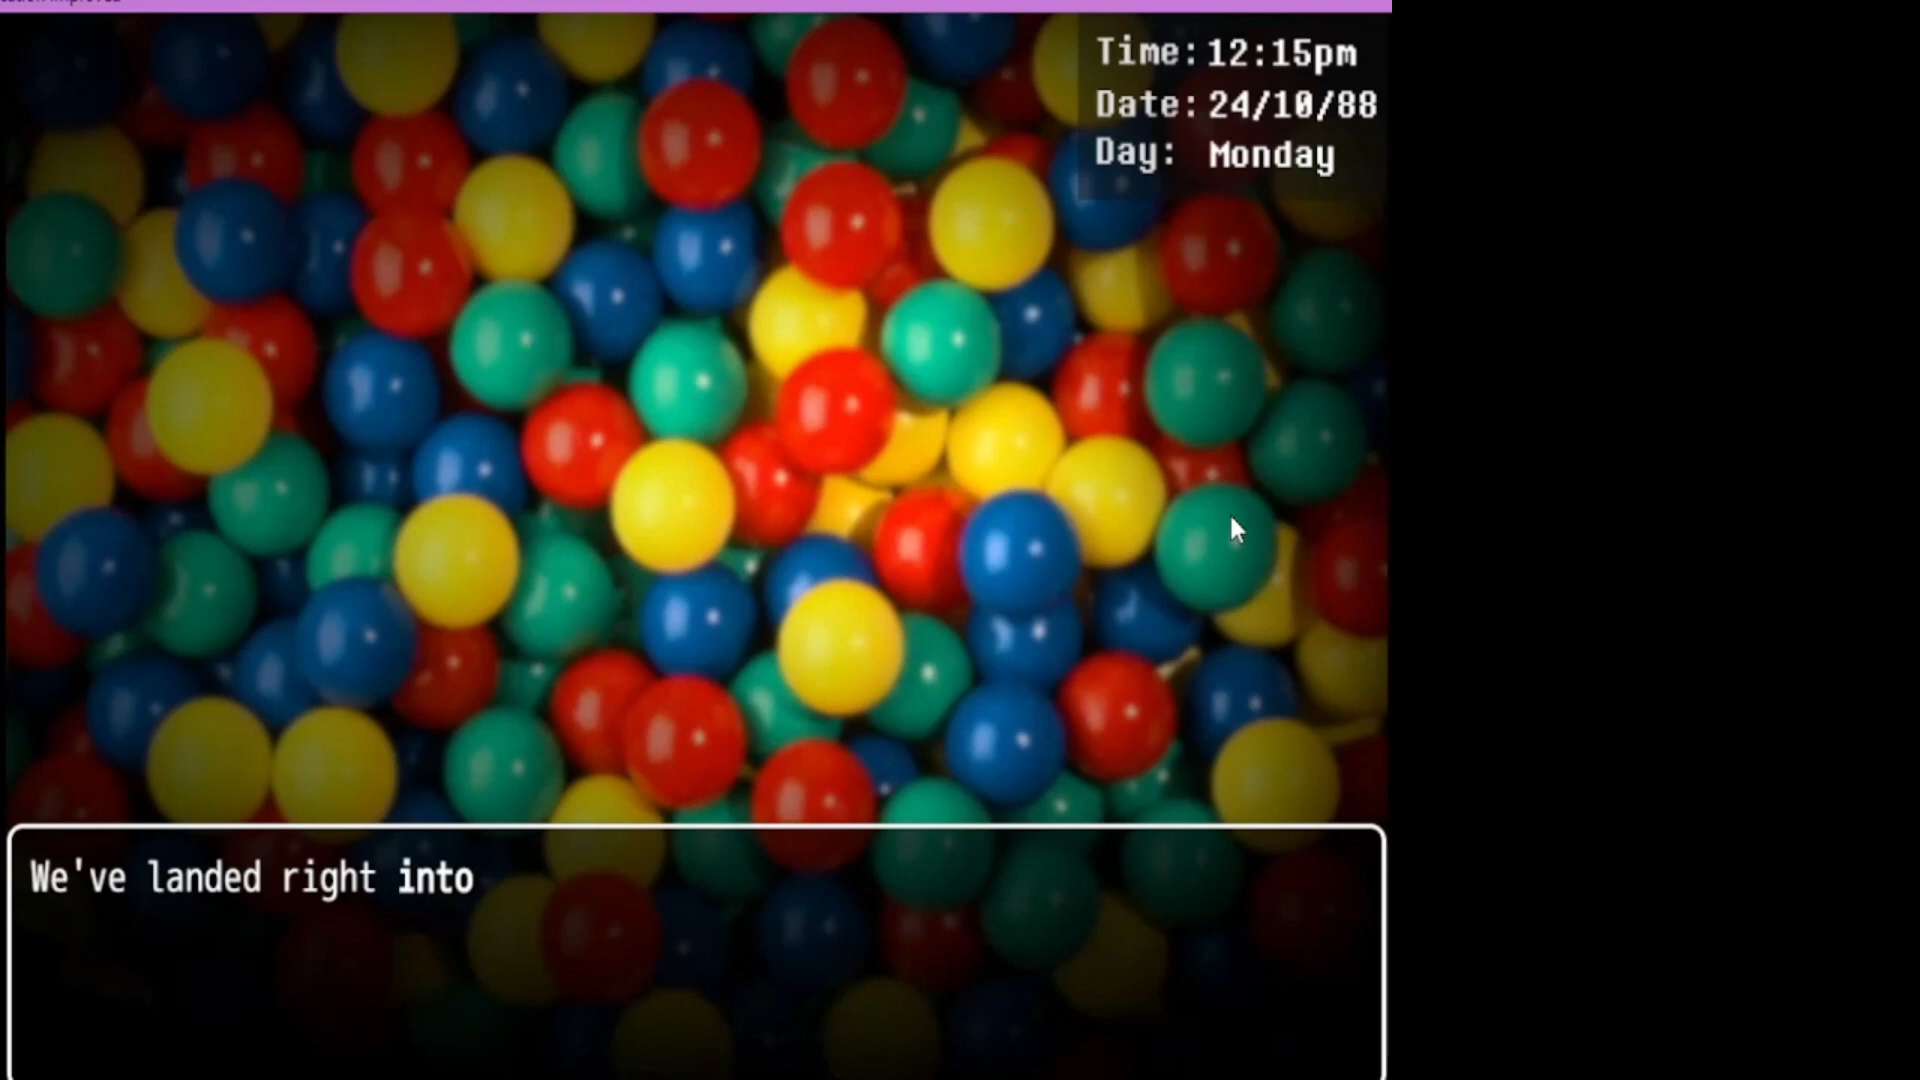 Time: 12:15pm
Date: 24/10/88
Day: Monday
We've landed right into